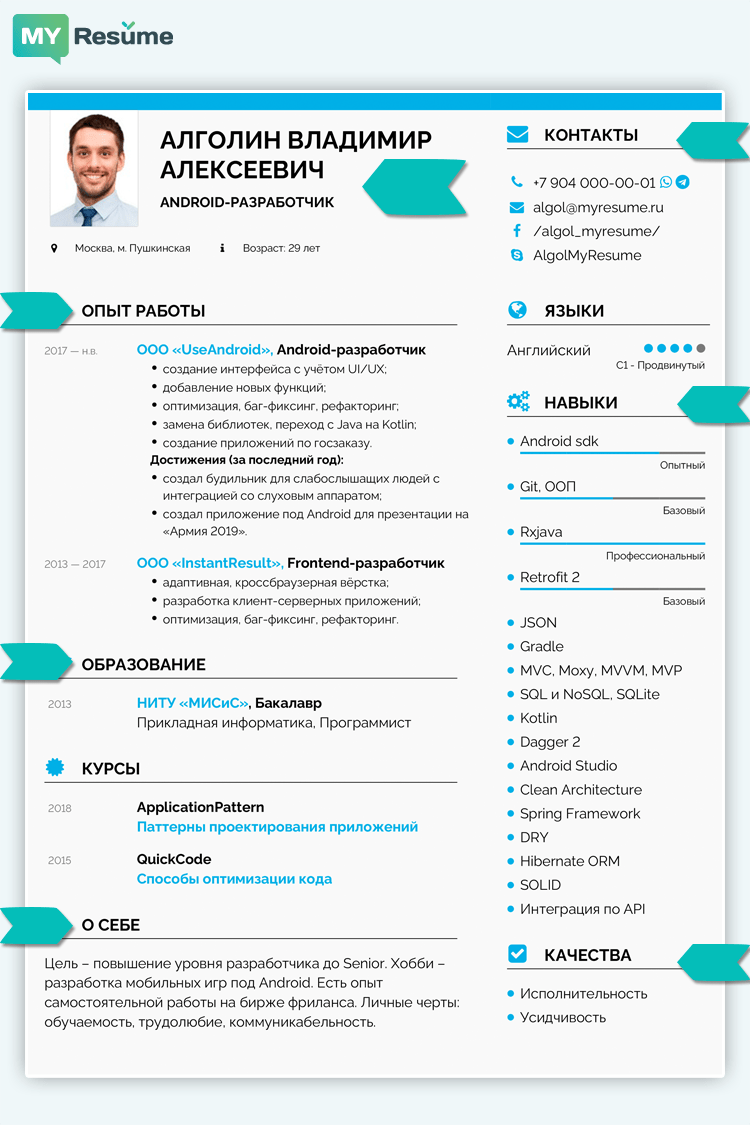 MY Resume
АЛГОЛИН ВЛАДИМИР
АЛЕКСЕЕВИЧ
ANDROID-РАЗРАБОТЧИК
Москва, м. Пушкинская
Возраст: 29 лет
ОПЫТ РАБОТЫ
2017 — н.в.
ООО «UseAndroid», Android-разработчик
• создание интерфейса с учётом UI/UX;
• добавление новых функций;
• оптимизация, баг-фиксинг, рефакторинг;
• замена библиотек, переход с Java на Kotlin;
• создание приложений по госзаказу.
Достижения (за последний год):
• создал будильник для слабослышащих людей с
интеграцией со слуховым аппаратом;
• создал приложение под Android для презентации на
«Армия 2019».
2013 — 2017
ООО «InstantResult», Frontend-разработчик
• адаптивная, кроссбраузерная вёрстка;
• разработка клиент-серверных приложений;
• оптимизация, баг-фиксинг, рефакторинг.
ОБРАЗОВАНИЕ
2013
НИТУ «МИСиС», Бакалавр
Прикладная информатика, Программист
КУРСЫ
2018
ApplicationPattern
Паттерны проектирования приложений
2015
QuickCode
Способы оптимизации кода
О СЕБЕ
Цель – повышение уровня разработчика до Senior. Хобби –
разработка мобильных игр под Android. Есть опыт
самостоятельной работы на бирже фриланса. Личные черты:
обучаемость, трудолюбие, коммуникабельность.
КОНТАКТЫ
+7 904 000-00-01
algol@myresume.ru
/algol_myresume/
AlgolMyResume
ЯЗЫКИ
Английский
C1 - Продвинутый
НАВЫКИ
• Android sdk
Опытный
• Git, ООП
Базовый
• Rxjava
Профессиональный
• Retrofit 2
Базовый
• JSON
• Gradle
• MVC, Moxy, MVVM, MVP
• SQL и NoSQL, SQLite
• Kotlin
• Dagger 2
• Android Studio
• Clean Architecture
• Spring Framework
• DRY
• Hibernate ORM
• SOLID
• Интеграция по API
КАЧЕСТВА
• Исполнительность
• Усидчивость